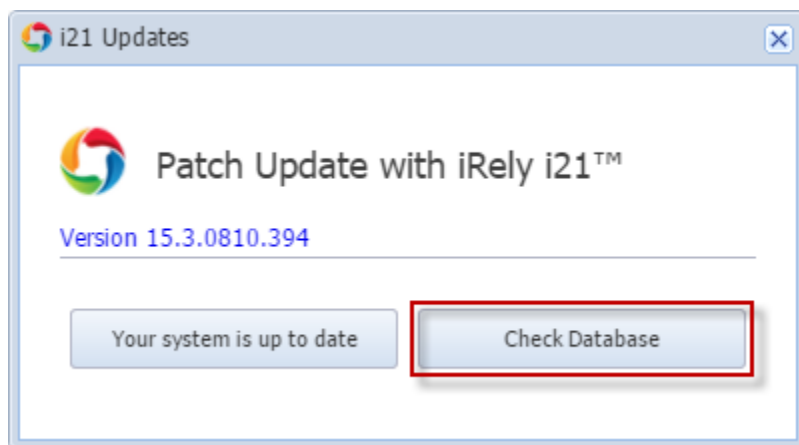 i21 Updates
Patch Update with iRely i21™
Version 15.3.0810.394
Your system is up to date
Check Database